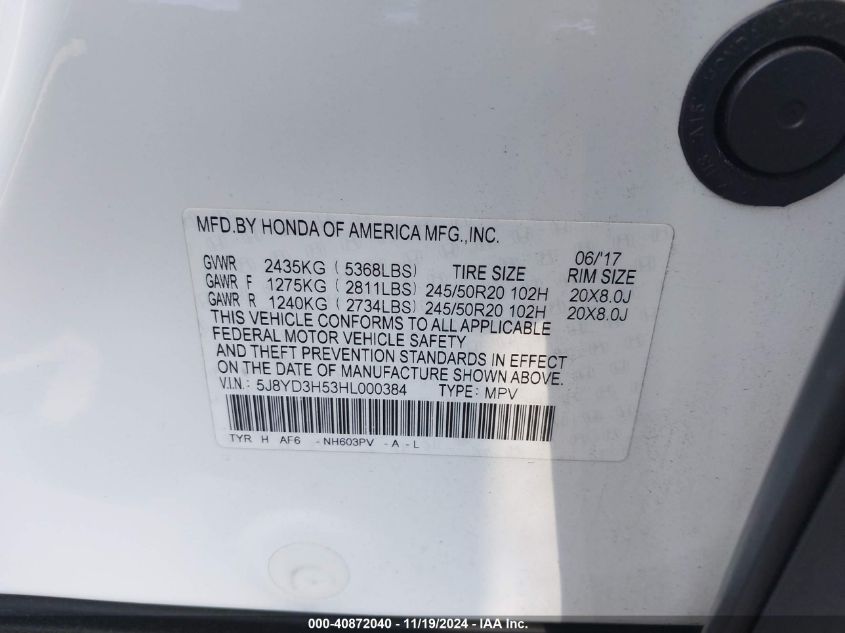 MFD.BY HONDA OF AMERICA MFG.,INC.
06/'17
GVWR 2435KG (5368LBS) TIRE SIZE RIM SIZE
GAWR F 1275KG (2811LBS) 245/50R20 102H 20X8.0J
GAWR R 1240KG (2734LBS) 245/50R20 102H 20X8.0J
THIS VEHICLE CONFORMS TO ALL APPLICABLE
FEDERAL MOTOR VEHICLE SAFETY
AND THEFT PREVENTION STANDARDS IN EFFECT
ON THE DATE OF MANUFACTURE SHOWN ABOVE.
V.I.N.: 5J8YD3H53HL000384 TYPE: MPV
TYR H AF6 -NH603PV -A-L
000-40872040 - 11/19/2024 - IAA Inc.